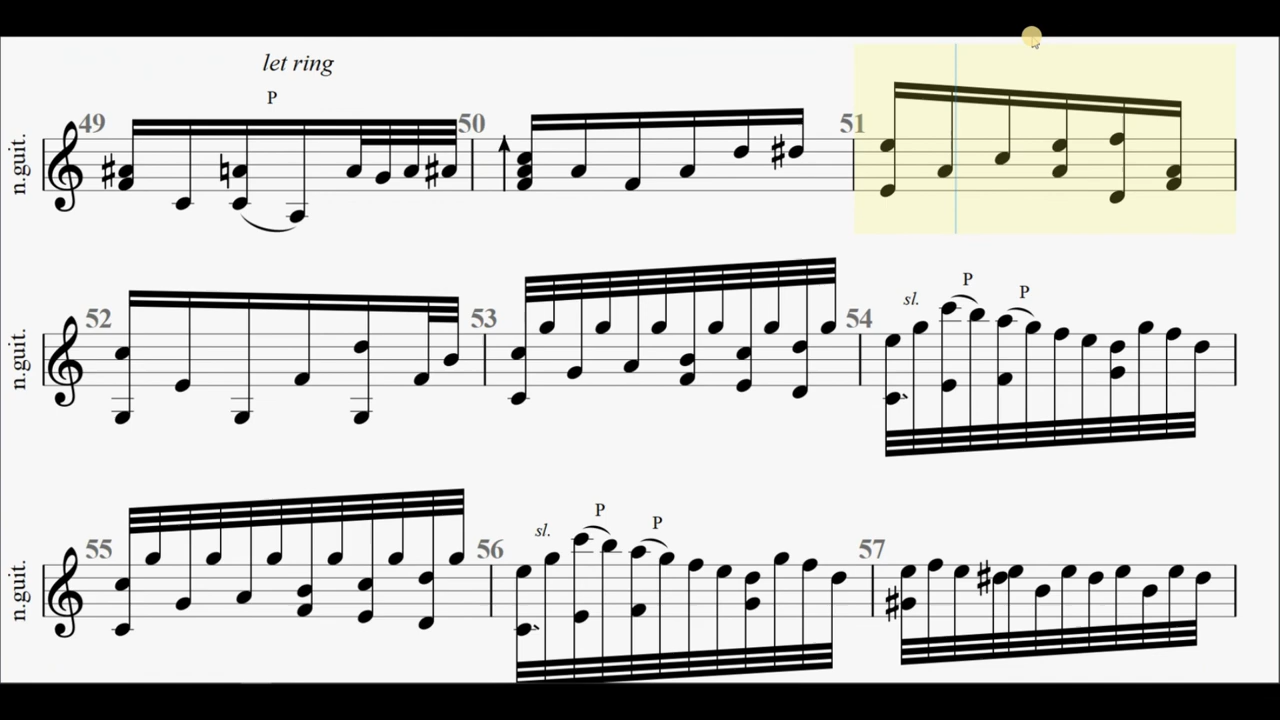 let ring
P
49 50 51
n.guit.
P P
sl.
52 53 54
n.guit.
P P
sl.
55 56 57
n.guit.